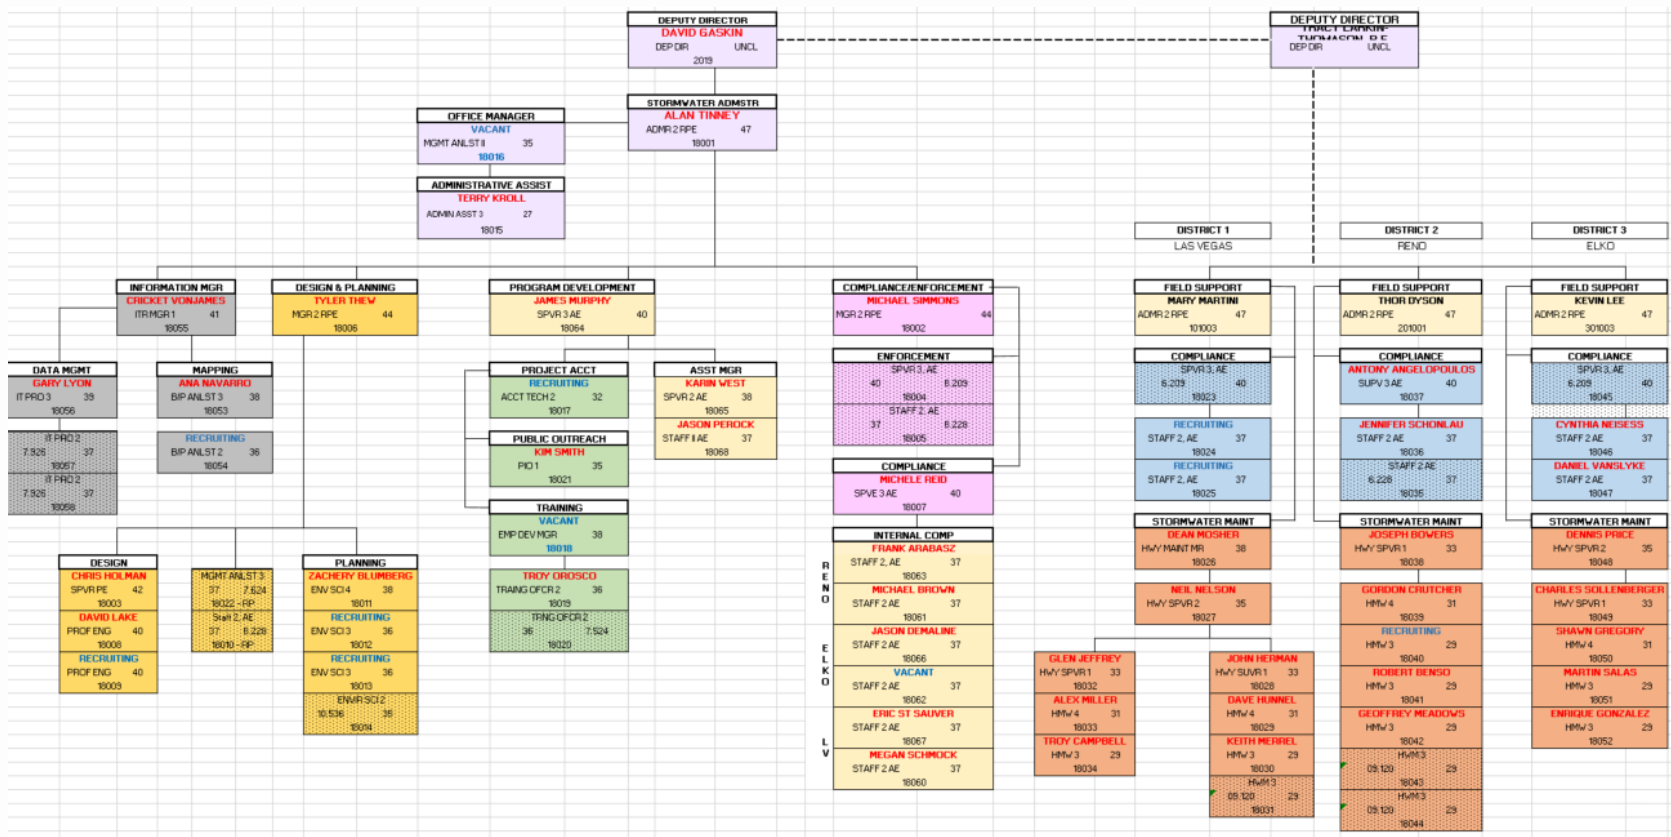 DEPUTY DIRECTOR
DAVID GASKIN
DEP DIR UNCL
2019
DEPUTY DIRECTOR
TRACY LARKIN-
THOMASON, P.E
DEP DIR UNCL
STORMWATER ADMSTR
ALAN TINNEY
ADMR 2 RPE 47
18001
OFFICE MANAGER
VACANT
MGMT ANLST II 35
18016
ADMINISTRATIVE ASSIST
TERRY KROLL
ADMIN ASST 3 27
18015
DISTRICT 1
LAS VEGAS
DISTRICT 2
RENO
DISTRICT 3
ELKO
INFORMATION MGR
CRICKET VONJAMES
ITR MGR 1 41
18055
DESIGN & PLANNING
TYLER THEW
MGR 2 RPE 44
18006
PROGRAM DEVELOPMENT
JAMES MURPHY
SPVR 3 AE 40
18064
COMPLIANCE/ENFORCEMENT
MICHAEL SIMMONS
MGR 2 RPE 44
18002
FIELD SUPPORT
MARY MARTINI
ADMR 2 RPE 47
101003
FIELD SUPPORT
THOR DYSON
ADMR 2 RPE 47
201001
FIELD SUPPORT
KEVIN LEE
ADMR 2 RPE 47
301003
DATA MGMT
GARY LYON
IT PRO 3 39
18056
IT PRO 2
7.926 37
18057
IT PRO 2
7.926 37
18058
MAPPING
ANA NAVARRO
B/P ANLST 3 38
18053
RECRUITING
B/P ANLST 2 36
18054
PROJECT ACCT
RECRUITING
ACCT TECH 2 32
18017
PUBLIC OUTREACH
KIM SMITH
PIO 1 35
18021
TRAINING
VACANT
EMP DEV MGR 38
18018
TROY OROSCO
TRAING OFCR 2 36
18019
TRNG OFCR 2
36 7.524
18020
ASST MGR
KARIN WEST
SPVR 2 AE 38
18065
JASON PEROCK
STAFF II AE 37
18068
ENFORCEMENT
SPVR 3, AE
40 6.209
18004
STAFF 2, AE
37 6.228
18005
COMPLIANCE
MICHELE REID
SPVE 3 AE 40
18007
INTERNAL COMP
RENO
FRANK ARABASZ
STAFF 2, AE 37
18063
MICHAEL BROWN
STAFF 2 AE 37
18061
ELKO
JASON DEMALINE
STAFF 2 AE 37
18066
VACANT
STAFF 2 AE 37
18062
LV
ERIC ST SAUVER
STAFF 2 AE 37
18067
MEGAN SCHMOCK
STAFF 2 AE 37
18060
DESIGN
CHRIS HOLMAN
SPVR PE 42
18003
DAVID LAKE
PROF ENG 40
18008
RECRUITING
PROF ENG 40
18009
MGMT ANLST 3
37 7.624
18022 - RP
Staff 2, AE
37 6.228
18010 - RP
PLANNING
ZACHERY BLUMBERG
ENV SCI 4 38
18011
RECRUITING
ENV SCI 3 36
18012
RECRUITING
ENV SCI 3 36
18013
ENVIR SCI 2
10.536 35
18014
COMPLIANCE
SPVR 3, AE
6.209 40
18023
RECRUITING
STAFF 2, AE 37
18024
RECRUITING
STAFF 2, AE 37
18025
STORMWATER MAINT
DEAN MOSHER
HWY MAINT MR 38
18026
NEIL NELSON
HWY SPVR 2 35
18027
GLEN JEFFREY
HWY SPVR 1 33
18032
ALEX MILLER
HMW 4 31
18033
TROY CAMPBELL
HMW 3 29
18034
JOHN HERMAN
HWY SUVR 1 33
18028
DAVE HUNNEL
HMW 4 31
18029
KEITH MERREL
HMW 3 29
18030
HWM 3
09.120 29
18031
COMPLIANCE
ANTONY ANGELOPOULOS
SUPV 3 AE 40
18037
JENNIFER SCHONLAU
STAFF 2 AE 37
18036
STAFF 2 AE
6.228 37
18035
STORMWATER MAINT
JOSEPH BOWERS
HWY SPVR 1 33
18038
GORDON CRUTCHER
HMW 4 31
18039
RECRUITING
HMW 3 29
18040
ROBERT BENSO
HMW 3 29
18041
GEOFFREY MEADOWS
HMW 3 29
18042
HWM 3
09.120 29
18043
HWM 3
09.120 29
18044
COMPLIANCE
SPVR 3, AE
6.209 40
18045
CYNTHIA NEISESS
STAFF 2 AE 37
18046
DANIEL VANSLYKE
STAFF 2 AE 37
18047
STORMWATER MAINT
DENNIS PRICE
HWY SPVR 2 35
18048
CHARLES SOLLENBERGER
HWY SPVR 1 33
18049
SHAWN GREGORY
HMW 4 31
18050
MARTIN SALAS
HMW 3 29
18051
ENRIQUE GONZALEZ
HMW 3 29
18052